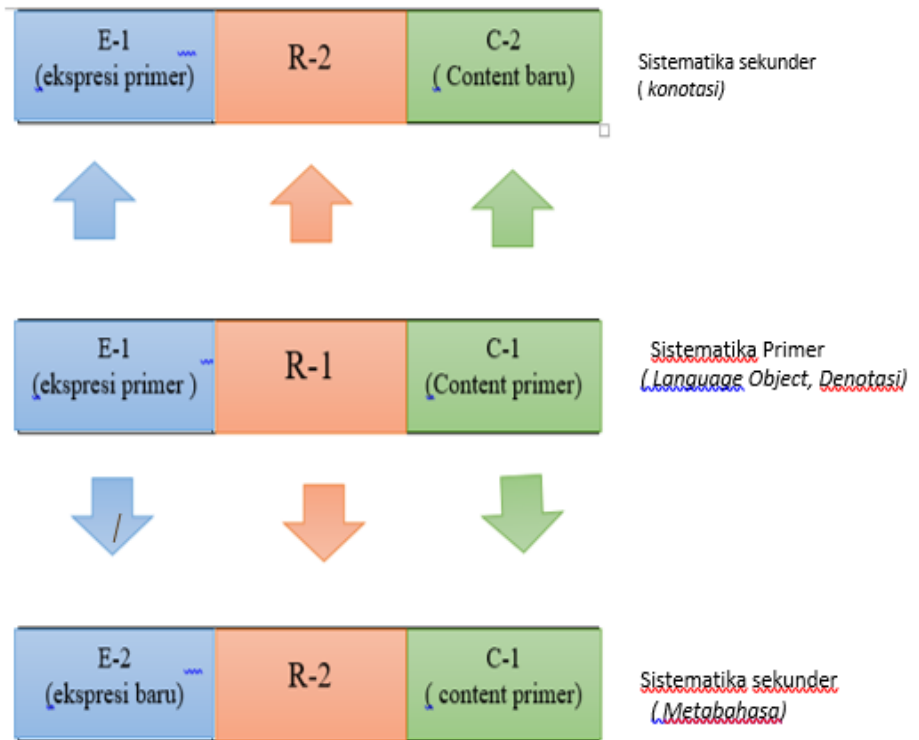 E-1
(ekspresi primer)
R-2
C-2
( Content baru)
Sistematika sekunder
( konotasi)
E-1
(ekspresi primer )
R-1
C-1
(Content primer)
Sistematika Primer
( Language Object, Denotasi)
/
E-2
(ekspresi baru)
R-2
C-1
( content primer)
Sistematika sekunder
( Metabahasa)